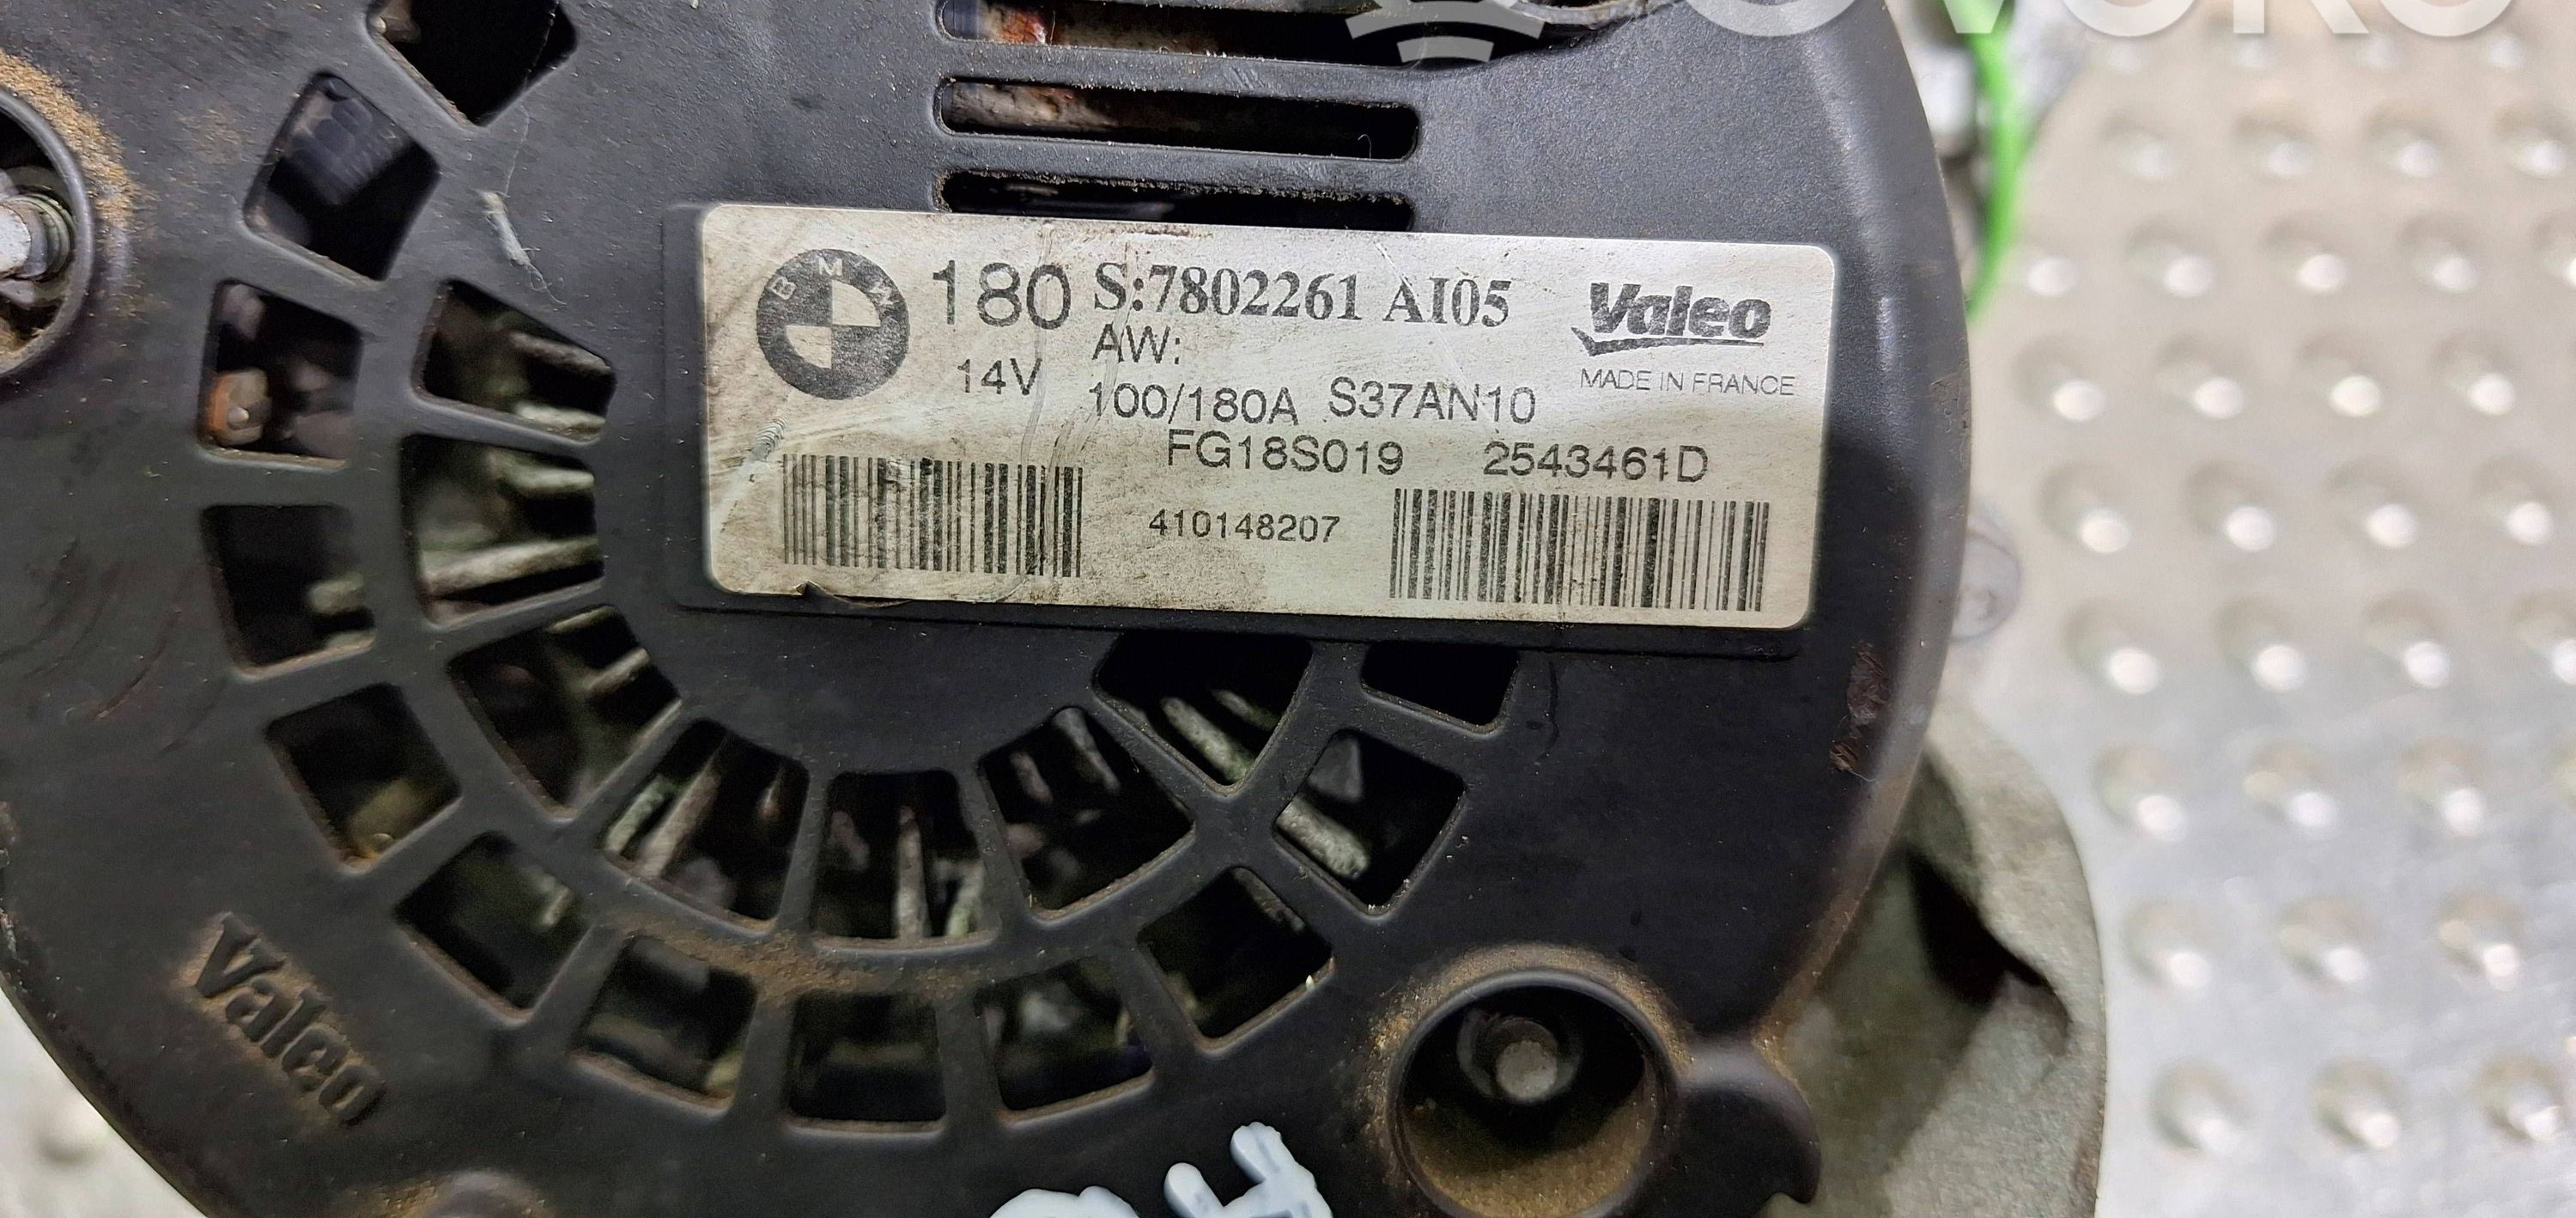 BMW
180 S:7802261 AI05 Valeo
AW:
14V
MADE IN FRANCE
100/180A S37AN10
FG18S019 2543461D
410148207
Valeo